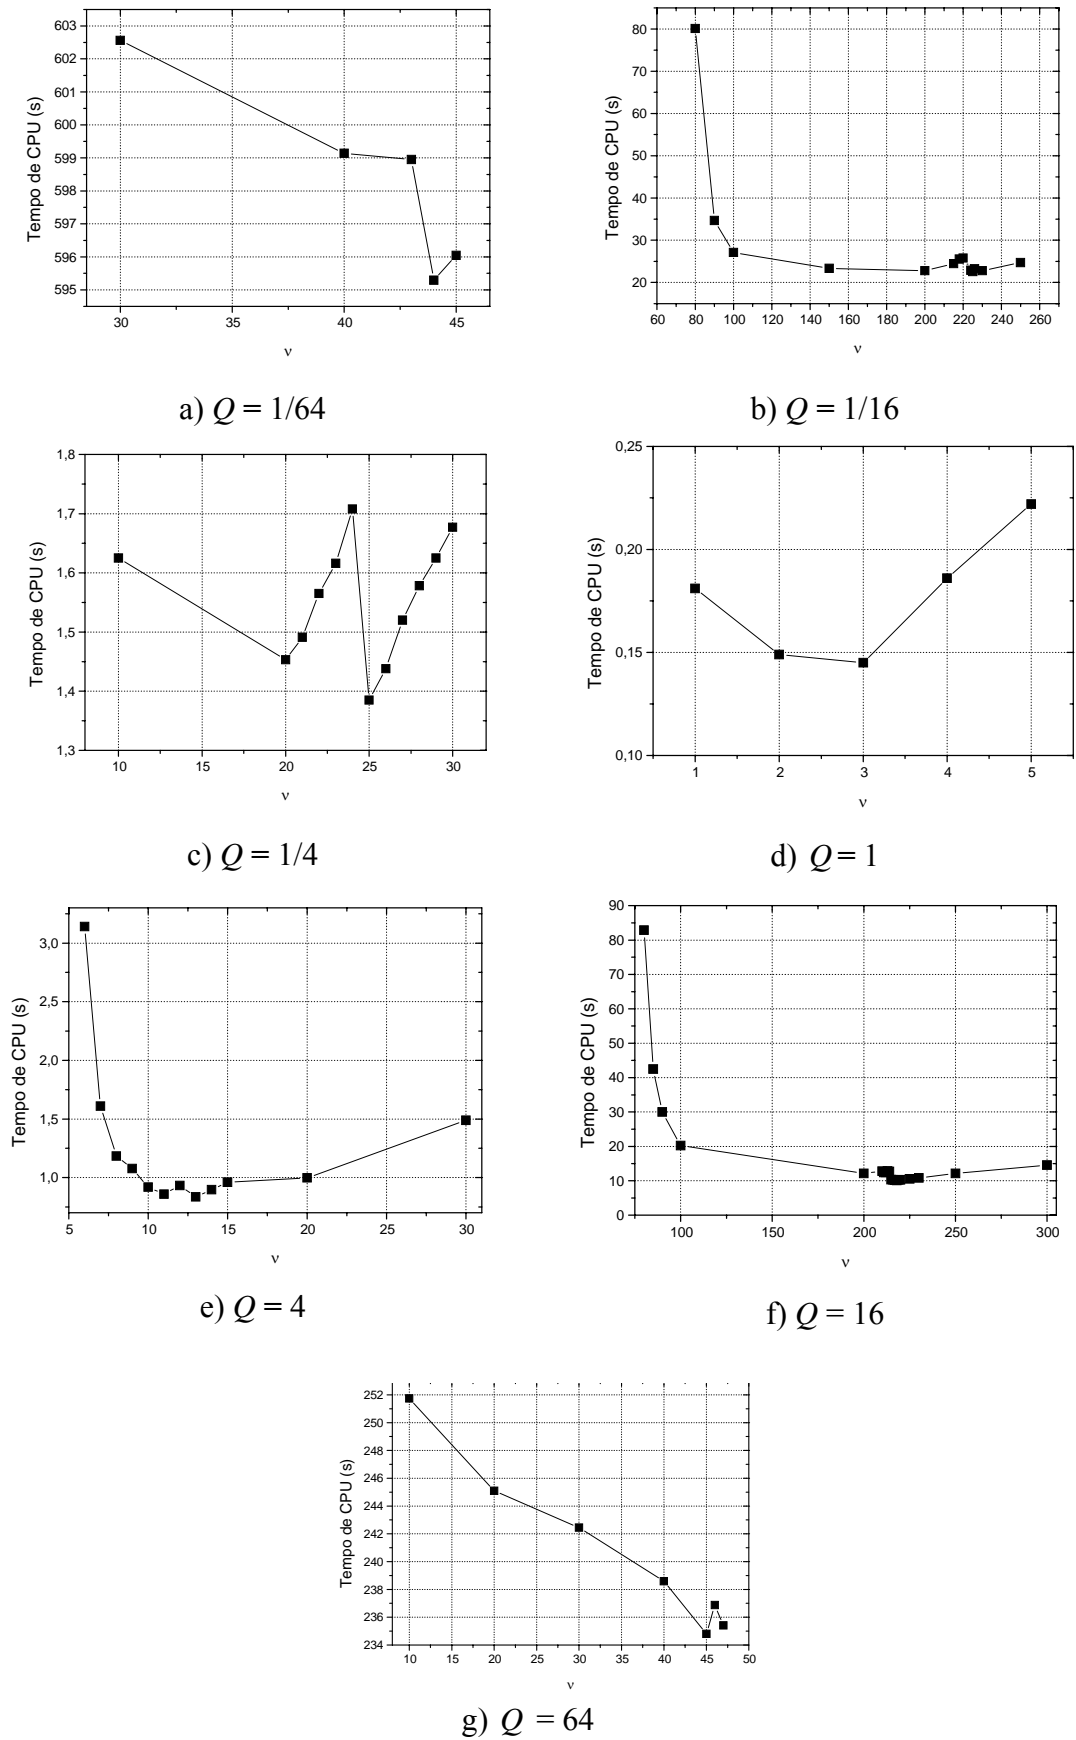 603
602
601
600
599
598
597
596
595
Tempo de CPU (s)
30 35 40 45
ν
a) Q = 1/64
80
70
60
50
40
30
20
Tempo de CPU (s)
60 80 100 120 140 160 180 200 220 240 260
ν
b) Q = 1/16
1,8
1,7
1,6
1,5
1,4
1,3
Tempo de CPU (s)
10 15 20 25 30
ν
c) Q = 1/4
0,25
0,20
0,15
0,10
Tempo de CPU (s)
1 2 3 4 5
ν
d) Q = 1
3,0
2,5
2,0
1,5
1,0
Tempo de CPU (s)
5 10 15 20 25 30
ν
e) Q = 4
90
80
70
60
50
40
30
20
10
0
Tempo de CPU (s)
100 150 200 250 300
ν
f) Q = 16
252
250
248
246
244
242
240
238
236
234
Tempo de CPU (s)
10 15 20 25 30 35 40 45 50
ν
g) Q = 64